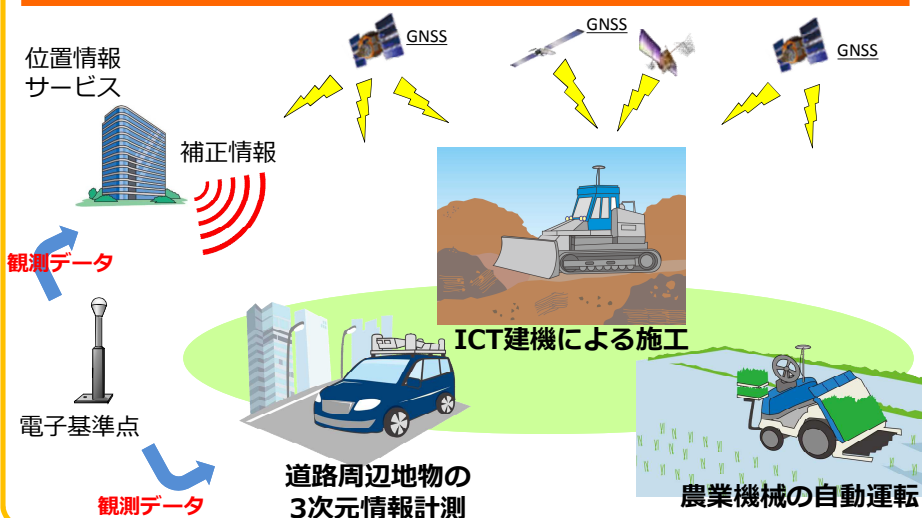 GNSS
GNSS
GNSS
位置情報
サービス
補正情報
観測データ
ICT建機による施工
電子基準点
道路周辺地物の
3次元情報計測
観測データ
農業機械の自動運転